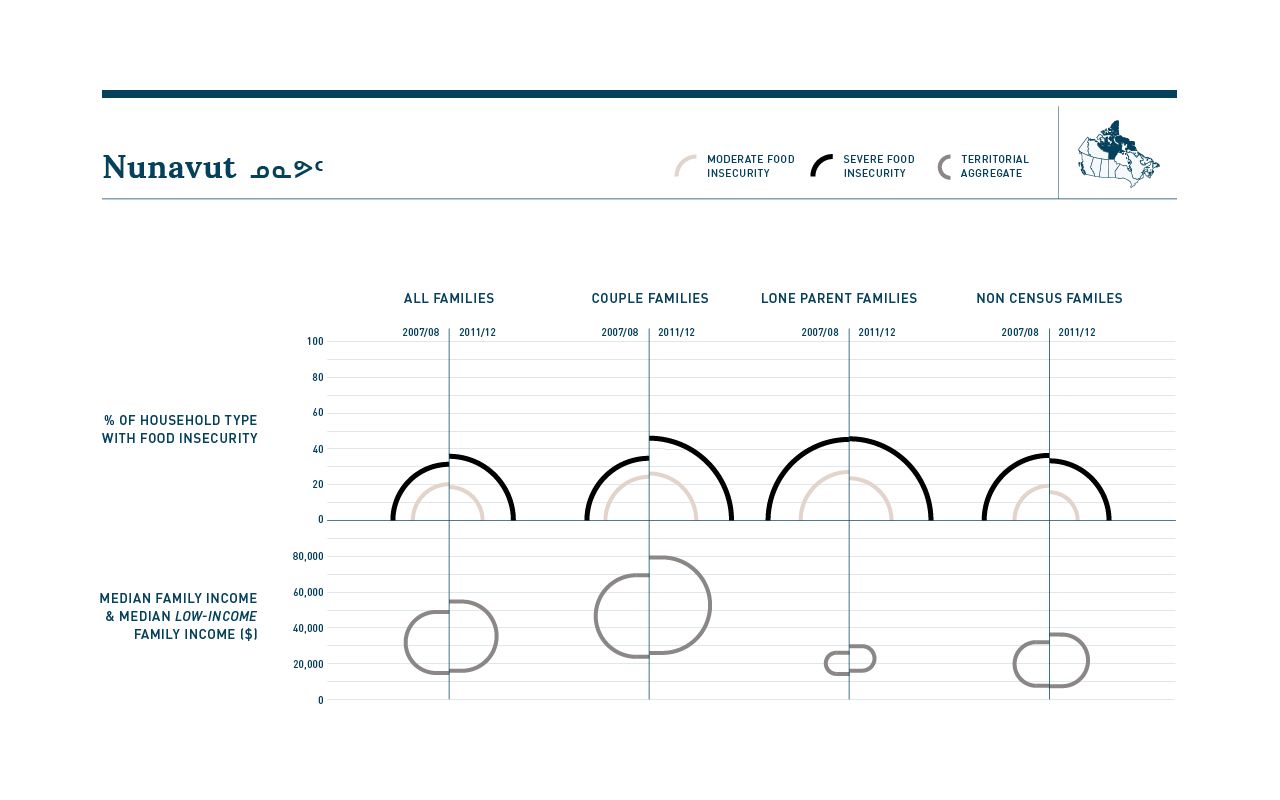 Nunavut ᓄᓇᕗᑦ
MODERATE FOOD
INSECURITY
SEVERE FOOD
INSECURITY
TERRITORIAL
AGGREGATE
ALL FAMILIES
COUPLE FAMILIES
LONE PARENT FAMILIES
NON CENSUS FAMILES
2007/08 2011/12
2007/08 2011/12
2007/08 2011/12
2007/08 2011/12
% OF HOUSEHOLD TYPE
WITH FOOD INSECURITY
100
80
60
40
20
0
MEDIAN FAMILY INCOME
& MEDIAN LOW-INCOME
FAMILY INCOME ($)
80,000
60,000
40,000
20,000
0